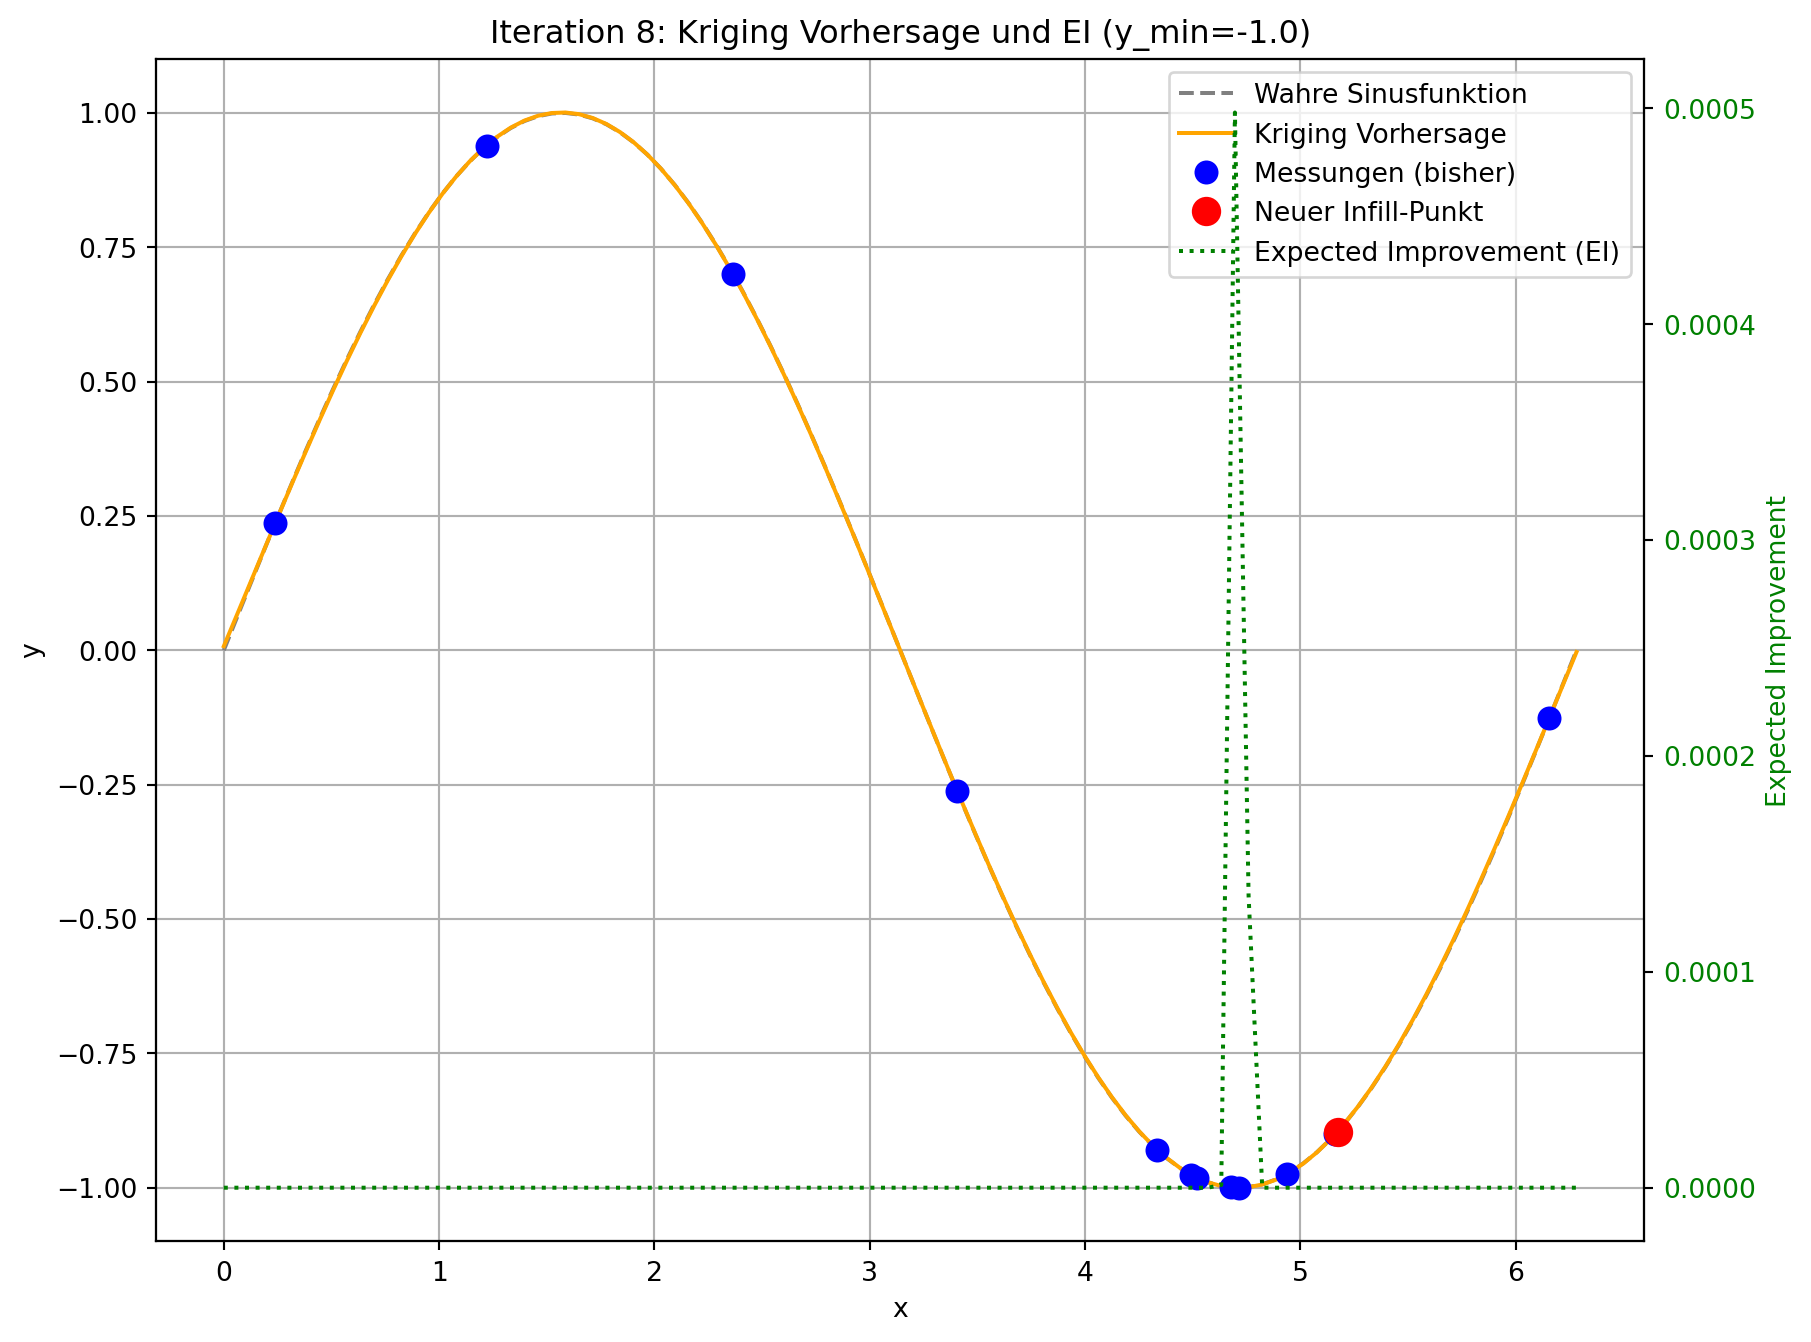 Iteration 8: Kriging Vorhersage und EI (y_min=-1.0)
Wahre Sinusfunktion
Kriging Vorhersage
Messungen (bisher)
Neuer Infill-Punkt
Expected Improvement (EI)
1.00
0.75
0.50
0.25
0.00
−0.25
−0.50
−0.75
−1.00
y
0.0005
0.0004
0.0003
0.0002
0.0001
0.0000
Expected Improvement
0 1 2 3 4 5 6
x